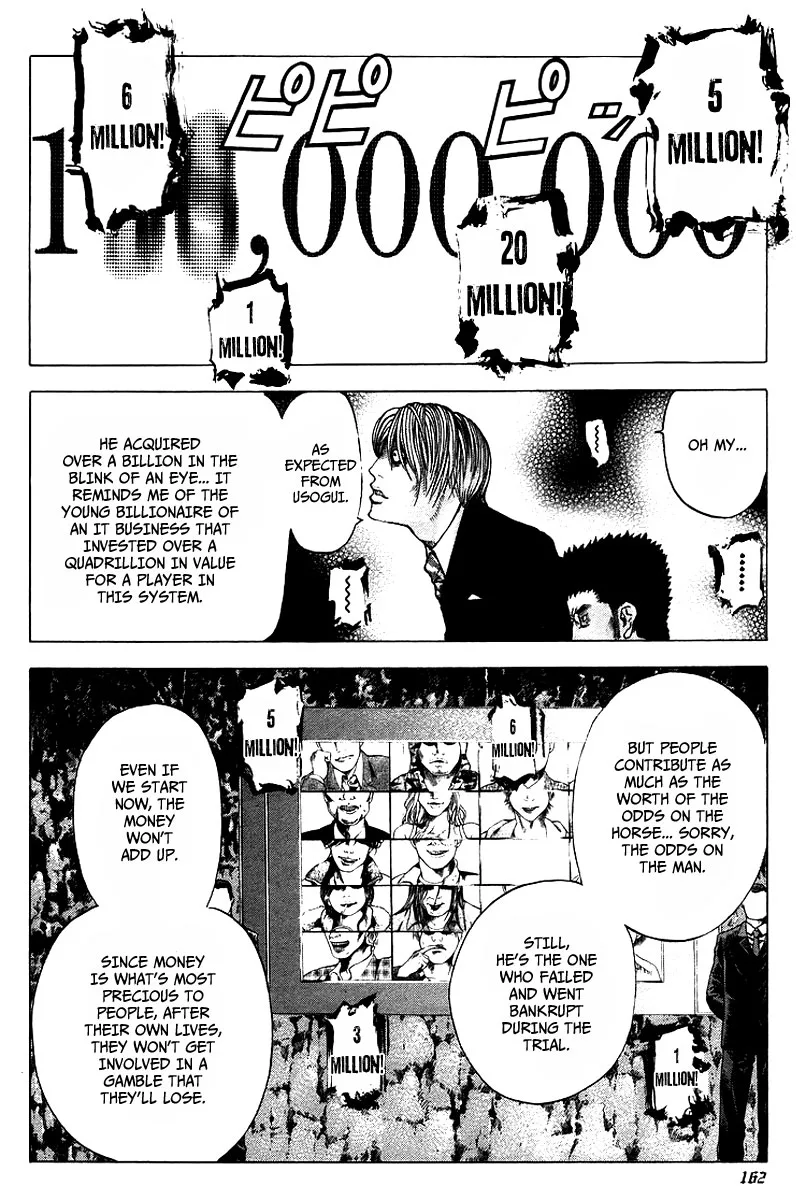 5
MILLION!
ピッ
20
MILLION!
ピピ
6
MILLION!
1
MILLION!
1
,000,000
OH MY...
AS
EXPECTED
FROM
USOGUI.
HE ACQUIRED
OVER A BILLION IN THE
BLINK OF AN EYE... IT
REMINDS ME OF THE
YOUNG BILLIONAIRE OF
AN IT BUSINESS THAT
INVESTED OVER A
QUADRILLION IN VALUE
FOR A PLAYER IN
THIS SYSTEM.
BUT PEOPLE
CONTRIBUTE AS
MUCH AS THE
WORTH OF THE
ODDS ON THE
HORSE... SORRY,
THE ODDS ON
THE MAN.
STILL,
HE'S THE ONE
WHO FAILED
AND WENT
BANKRUPT
DURING THE
TRIAL.
6
MILLION!
5
MILLION!
EVEN IF
WE START
NOW, THE
MONEY
WON'T
ADD UP.
SINCE MONEY
IS WHAT'S MOST
PRECIOUS TO
PEOPLE, AFTER
THEIR OWN LIVES,
THEY WON'T GET
INVOLVED IN A
GAMBLE THAT
THEY'LL LOSE.
1
MILLION!
3
MILLION!
162